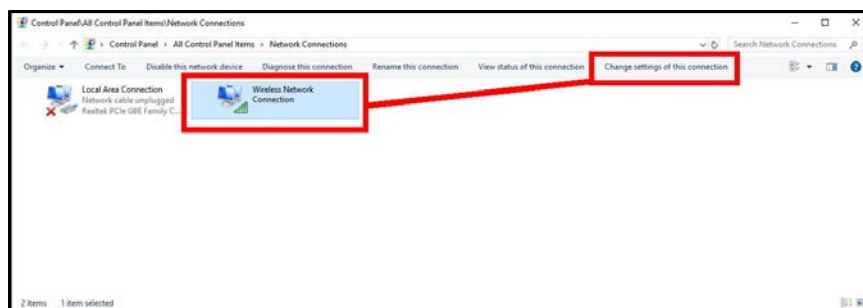 Control Panel\All Control Panel Items\Network Connections
Control Panel > All Control Panel Items > Network Connections
Search Network Connections
Organize
Connect To
Disable this network device
Diagnose this connection
Rename this connection
View status of this connection
Change settings of this connection
Local Area Connection
Network cable unplugged
Realtek PCIe GBE Family C...
Wireless Network
Connection
2 items
1 item selected